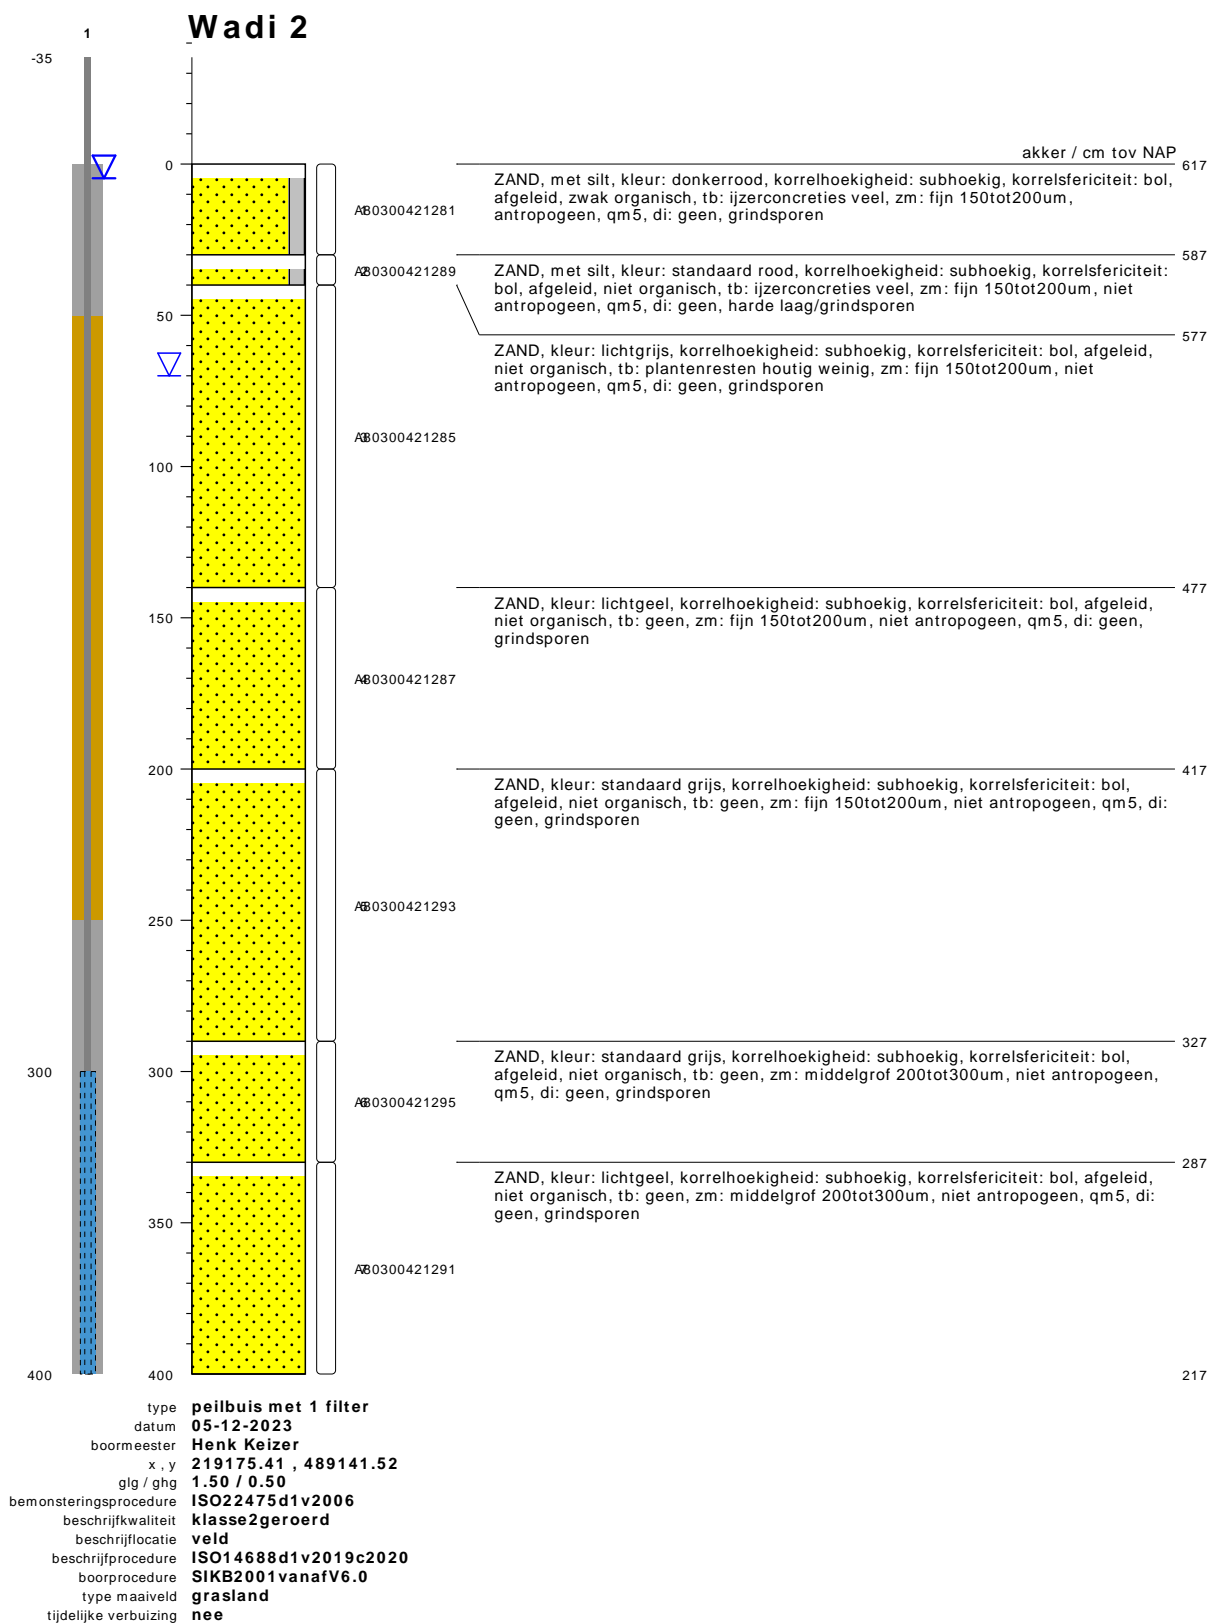 Wadi 2
1
-35
akker / cm tov NAP
0
617
ZAND, met silt, kleur: donkerrood, korrelhoekigheid: subhoekig, korrelsfericiteit: bol,
afgeleid, zwak organisch, tb: ijzerconcreties veel, zm: fijn 150tot200um,
antropogeen, qm5, di: geen, grindsporen
0300421281
587
ZAND, met silt, kleur: standaard rood, korrelhoekigheid: subhoekig, korrelsfericiteit:
bol, afgeleid, niet organisch, tb: ijzerconcreties veel, zm: fijn 150tot200um, niet
antropogeen, qm5, di: geen, harde laag/grindsporen
0300421289
50
577
ZAND, kleur: lichtgrijs, korrelhoekigheid: subhoekig, korrelsfericiteit: bol, afgeleid,
niet organisch, tb: plantenresten houtig weinig, zm: fijn 150tot200um, niet
antropogeen, qm5, di: geen, grindsporen
0300421285
100
477
ZAND, kleur: lichtgeel, korrelhoekigheid: subhoekig, korrelsfericiteit: bol, afgeleid,
niet organisch, tb: geen, zm: fijn 150tot200um, niet antropogeen, qm5, di: geen,
grindsporen
150
0300421287
200
417
ZAND, kleur: standaard grijs, korrelhoekigheid: subhoekig, korrelsfericiteit: bol,
afgeleid, niet organisch, tb: geen, zm: fijn 150tot200um, niet antropogeen, qm5, di:
geen, grindsporen
0300421293
250
327
ZAND, kleur: standaard grijs, korrelhoekigheid: subhoekig, korrelsfericiteit: bol,
afgeleid, niet organisch, tb: geen, zm: middelgrof 200tot300um, niet antropogeen,
qm5, di: geen, grindsporen
300
300
0300421295
287
ZAND, kleur: lichtgeel, korrelhoekigheid: subhoekig, korrelsfericiteit: bol, afgeleid,
niet organisch, tb: geen, zm: middelgrof 200tot300um, niet antropogeen, qm5, di:
geen, grindsporen
350
0300421291
400
400
217
type peilbuis met 1 filter
datum 05-12-2023
boormeester Henk Keizer
x , y 219175.41 , 489141.52
glg / ghg 1.50 / 0.50
bemonsteringsprocedure ISO22475d1v2006
beschrijfkwaliteit klasse2geroerd
beschrijflocatie veld
beschrijfprocedure ISO14688d1v2019c2020
boorprocedure SIKB2001vanafV6.0
type maaiveld grasland
tijdelijke verbuizing nee